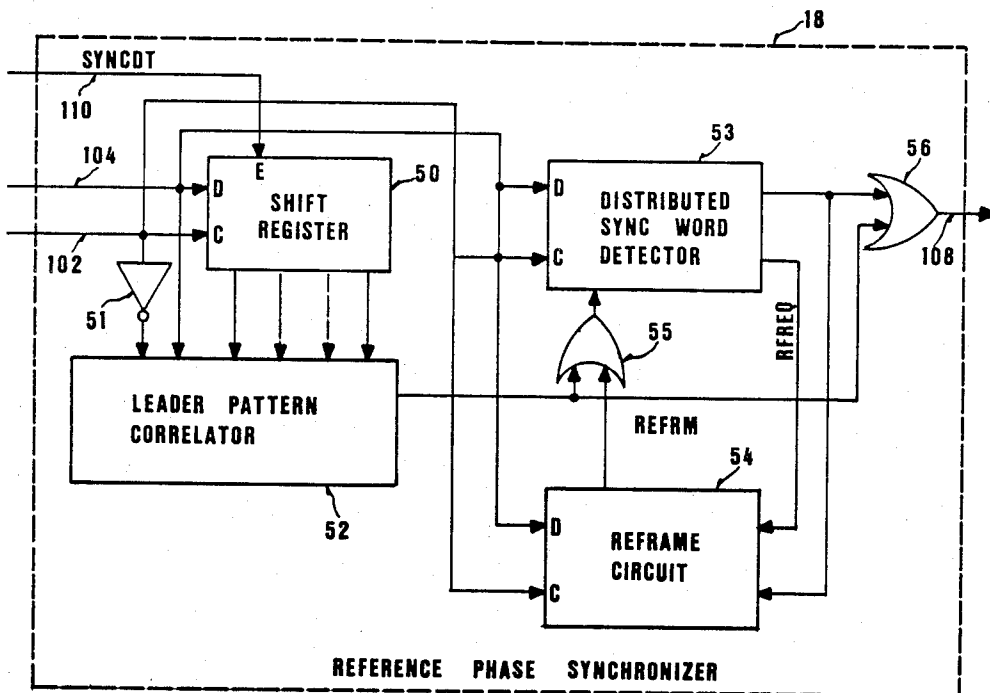 18
SYNCDT
110
104
102
E
D
C
SHIFT
REGISTER
50
51
53
D
C
DISTRIBUTED
SYNC WORD
DETECTOR
56
108
55
RFREQ
LEADER PATTERN
CORRELATOR
52
REFRM
54
D
C
REFRAME
CIRCUIT
REFERENCE PHASE SYNCHRONIZER